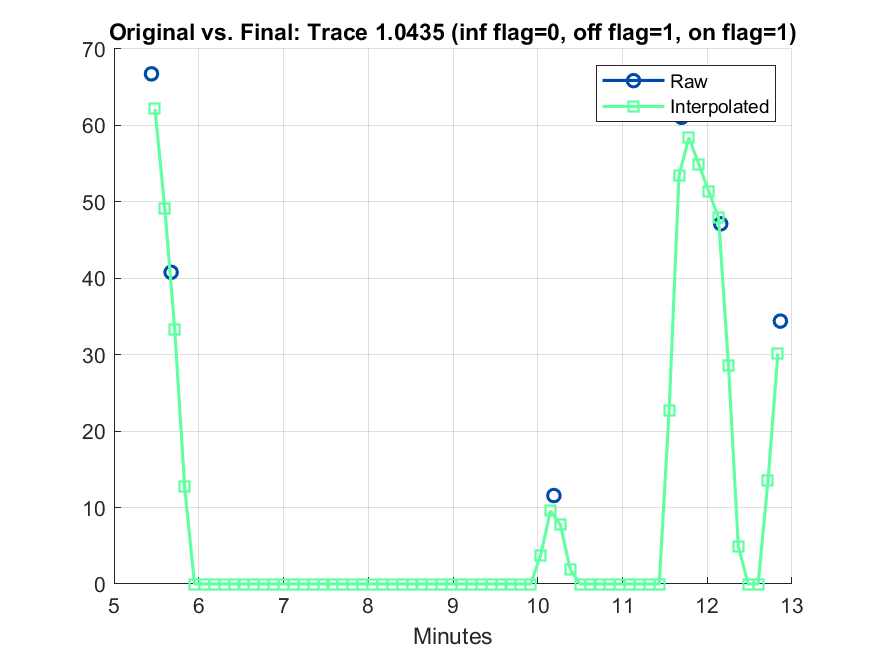 Original vs. Final: Trace 1.0435 (inf flag=0, off flag=1, on flag=1)
70
60
50
40
30
20
10
0
Raw
Interpolated
5 6 7 8 9 10 11 12 13
Minutes